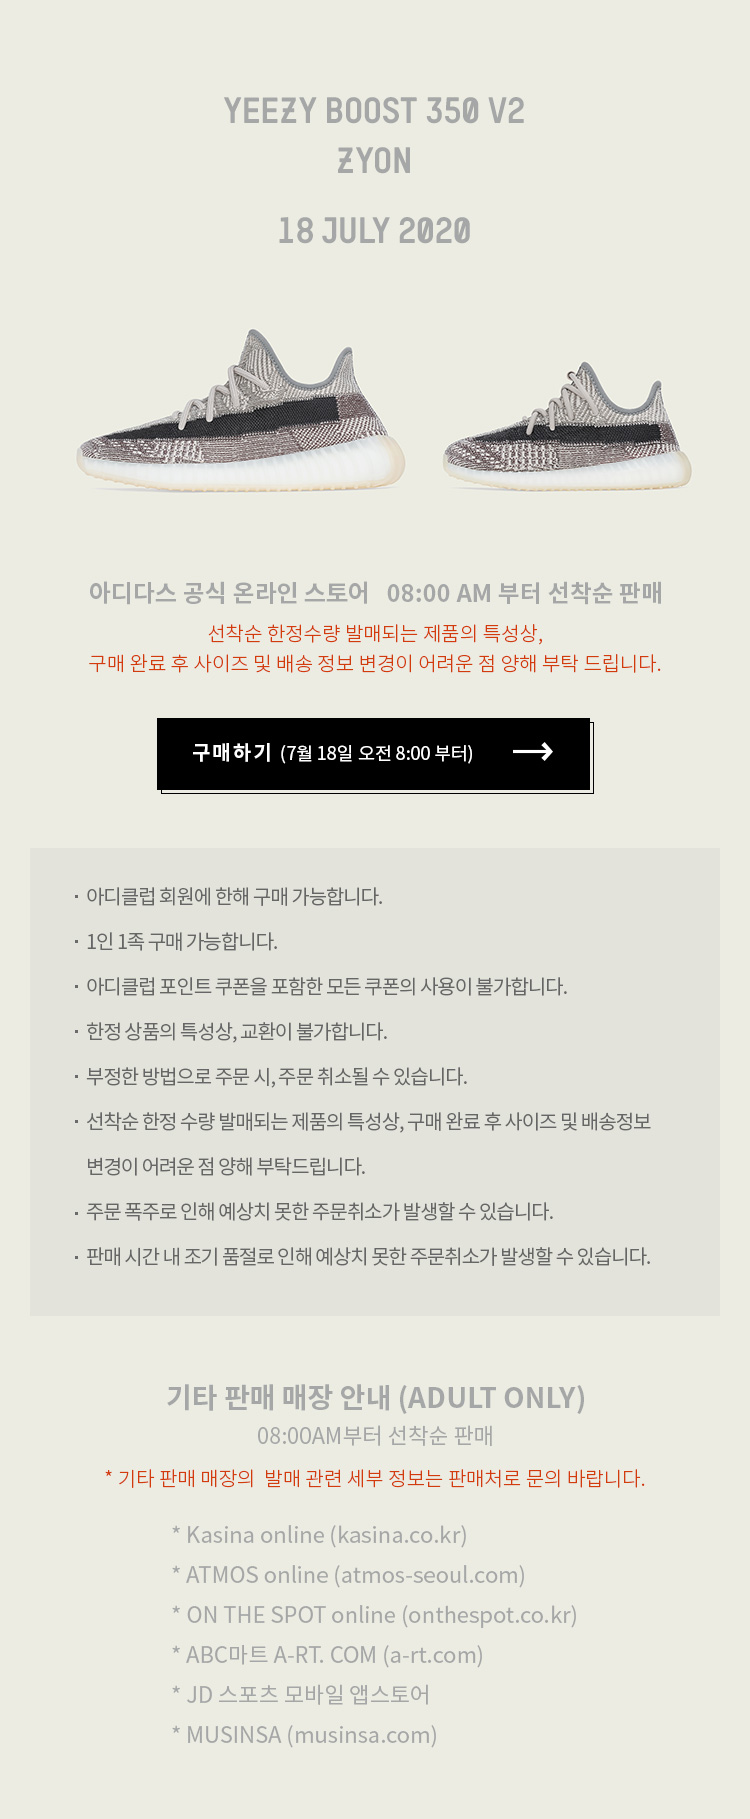 YEEZY BOOST 350 V2
ZYON
18 JULY 2020
아디다스 공식 온라인 스토어 08:00 AM 부터 선착순 판매
선착순 한정수량 발매되는 제품의 특성상,
구매 완료 후 사이즈 및 배송 정보 변경이 어려운 점 양해 부탁 드립니다.
구매하기 (7월 18일 오전 8:00 부터) →
· 아디클럽 회원에 한해 구매 가능합니다.
· 1인 1족 구매 가능합니다.
· 아디클럽 포인트 쿠폰을 포함한 모든 쿠폰의 사용이 불가합니다.
· 한정 상품의 특성상, 교환이 불가합니다.
· 부정한 방법으로 주문 시, 주문 취소될 수 있습니다.
· 선착순 한정 수량 발매되는 제품의 특성상, 구매 완료 후 사이즈 및 배송정보
변경이 어려운 점 양해 부탁드립니다.
· 주문 폭주로 인해 예상치 못한 주문취소가 발생할 수 있습니다.
· 판매 시간 내 조기 품절로 인해 예상치 못한 주문취소가 발생할 수 있습니다.
기타 판매 매장 안내 (ADULT ONLY)
08:00AM부터 선착순 판매
* 기타 판매 매장의 발매 관련 세부 정보는 판매처로 문의 바랍니다.
* Kasina online (kasina.co.kr)
* ATMOS online (atmos-seoul.com)
* ON THE SPOT online (onthespot.co.kr)
* ABC마트 A-RT. COM (a-rt.com)
* JD 스포츠 모바일 앱스토어
* MUSINSA (musinsa.com)